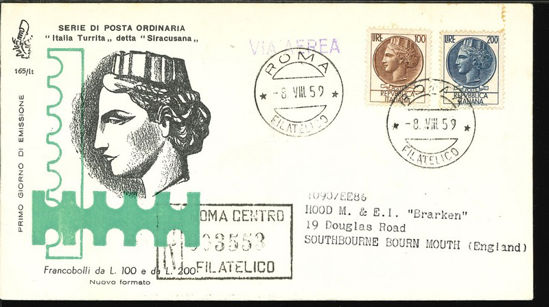 SERIE DI POSTA ORDINARIA
"Italia Turrita", detta "Siracusana"
165/It
PRIMO GIORNO DI EMISSIONE
VIA AEREA
ROMA
-8. VIII. 59
FILATELICO
LIRE 100
REPUBBLICA
ITALIANA
LIRE 200
REPUBBLICA
ITALIANA
ROMA
-8. VIII 59
FILATELICO
ROMA CENTRO
FILATELICO
Francobolli da L. 100 e da L. 200
Nuovo formato
HOOD M. & E.I. "Brarken"
19 Douglas Road
SOUTHBOURNE BOURN MOUTH (England)